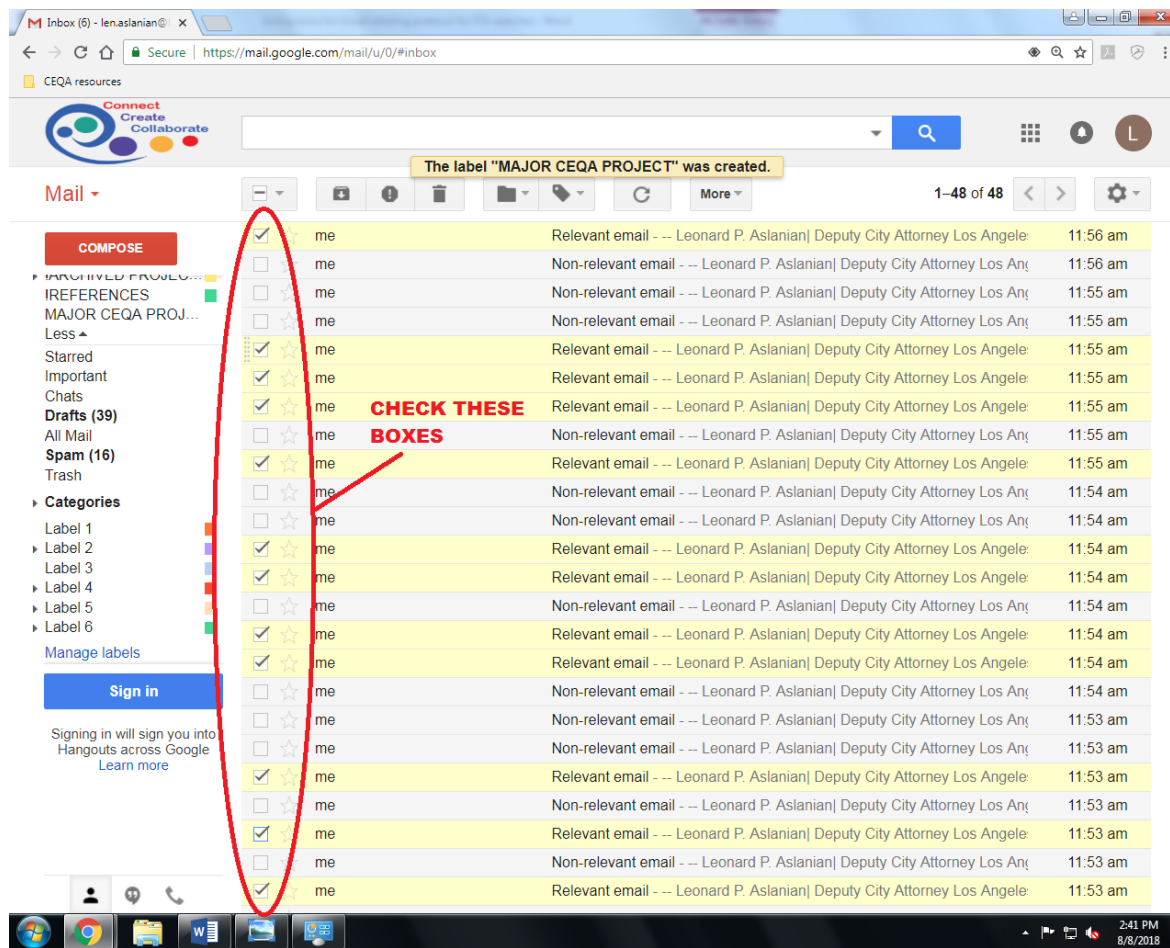 Inbox (6) - len.aslanian@
Secure | https://mail.google.com/mail/u/0/#inbox
CEQA resources
Connect
Create
Collaborate
L
The label "MAJOR CEQA PROJECT" was created.
Mail
More
1–48 of 48
COMPOSE
!REFERENCES
MAJOR CEQA PROJ...
Less
Starred
Important
Chats
Drafts (39)
All Mail
Spam (16)
Trash
Categories
Label 1
Label 2
Label 3
Label 4
Label 5
Label 6
Manage labels
Sign in
Signing in will sign you into
Hangouts across Google
Learn more
me Relevant email - -- Leonard P. Aslanian| Deputy City Attorney Los Angele 11:56 am
me Non-relevant email - -- Leonard P. Aslanian| Deputy City Attorney Los Ang 11:56 am
me Non-relevant email - -- Leonard P. Aslanian| Deputy City Attorney Los Ang 11:55 am
me Non-relevant email - -- Leonard P. Aslanian| Deputy City Attorney Los Ang 11:55 am
me Relevant email - -- Leonard P. Aslanian| Deputy City Attorney Los Angele 11:55 am
me Relevant email - -- Leonard P. Aslanian| Deputy City Attorney Los Angele 11:55 am
me Relevant email - -- Leonard P. Aslanian| Deputy City Attorney Los Angele 11:55 am
me Non-relevant email - -- Leonard P. Aslanian| Deputy City Attorney Los Ang 11:55 am
me Relevant email - -- Leonard P. Aslanian| Deputy City Attorney Los Angele 11:55 am
me Non-relevant email - -- Leonard P. Aslanian| Deputy City Attorney Los Ang 11:54 am
me Non-relevant email - -- Leonard P. Aslanian| Deputy City Attorney Los Ang 11:54 am
me Relevant email - -- Leonard P. Aslanian| Deputy City Attorney Los Angele 11:54 am
me Relevant email - -- Leonard P. Aslanian| Deputy City Attorney Los Angele 11:54 am
me Non-relevant email - -- Leonard P. Aslanian| Deputy City Attorney Los Ang 11:54 am
me Relevant email - -- Leonard P. Aslanian| Deputy City Attorney Los Angele 11:54 am
me Relevant email - -- Leonard P. Aslanian| Deputy City Attorney Los Angele 11:54 am
me Non-relevant email - -- Leonard P. Aslanian| Deputy City Attorney Los Ang 11:54 am
me Non-relevant email - -- Leonard P. Aslanian| Deputy City Attorney Los Ang 11:53 am
me Non-relevant email - -- Leonard P. Aslanian| Deputy City Attorney Los Ang 11:53 am
me Relevant email - -- Leonard P. Aslanian| Deputy City Attorney Los Angele 11:53 am
me Non-relevant email - -- Leonard P. Aslanian| Deputy City Attorney Los Ang 11:53 am
me Relevant email - -- Leonard P. Aslanian| Deputy City Attorney Los Angele 11:53 am
me Non-relevant email - -- Leonard P. Aslanian| Deputy City Attorney Los Ang 11:53 am
me Relevant email - -- Leonard P. Aslanian| Deputy City Attorney Los Angele 11:53 am
CHECK THESE
BOXES
2:41 PM
8/8/2018